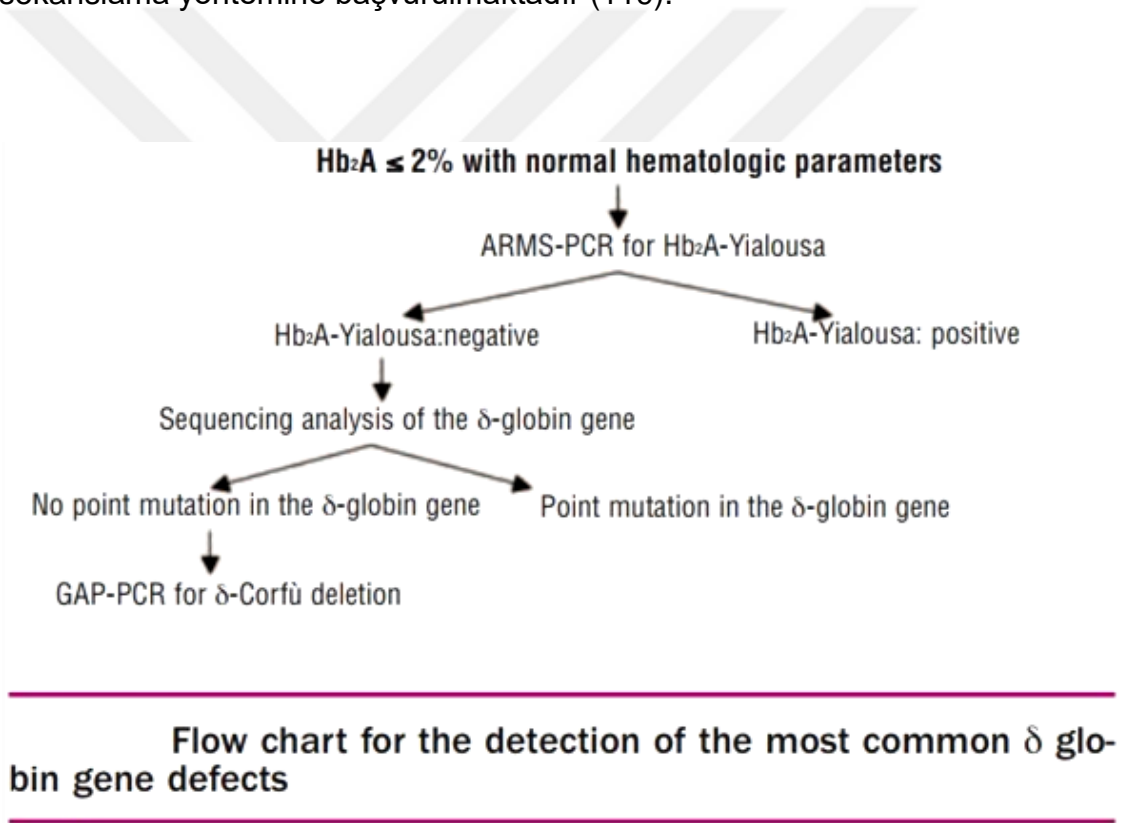 yöntemine başvurulmaktadır
Hb₂A ≤ 2% with normal hematologic parameters
ARMS-PCR for Hb₂A-Yialousa
Hb₂A-Yialousa:negative Hb₂A-Yialousa: positive
Sequencing analysis of the δ-globin gene
No point mutation in the δ-globin gene Point mutation in the δ-globin gene
GAP-PCR for δ-Corfù deletion
Flow chart for the detection of the most common δ glo-
bin gene defects